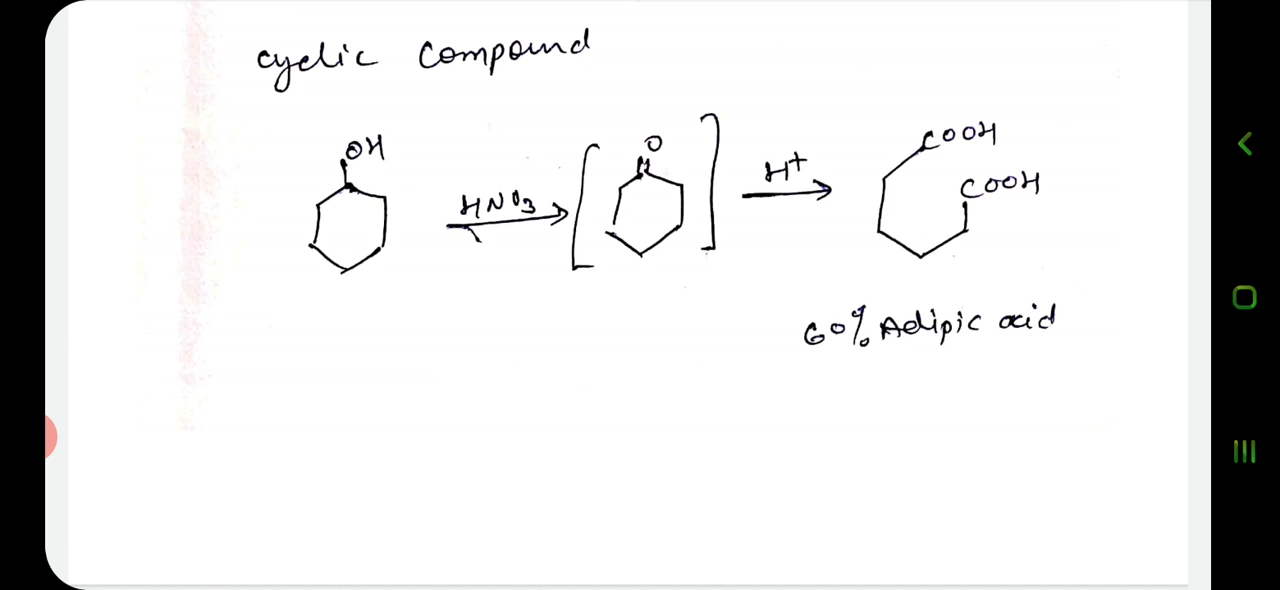 cyclic compound
OH
HNO3
O
H+
COOH
COOH
60% Adipic acid